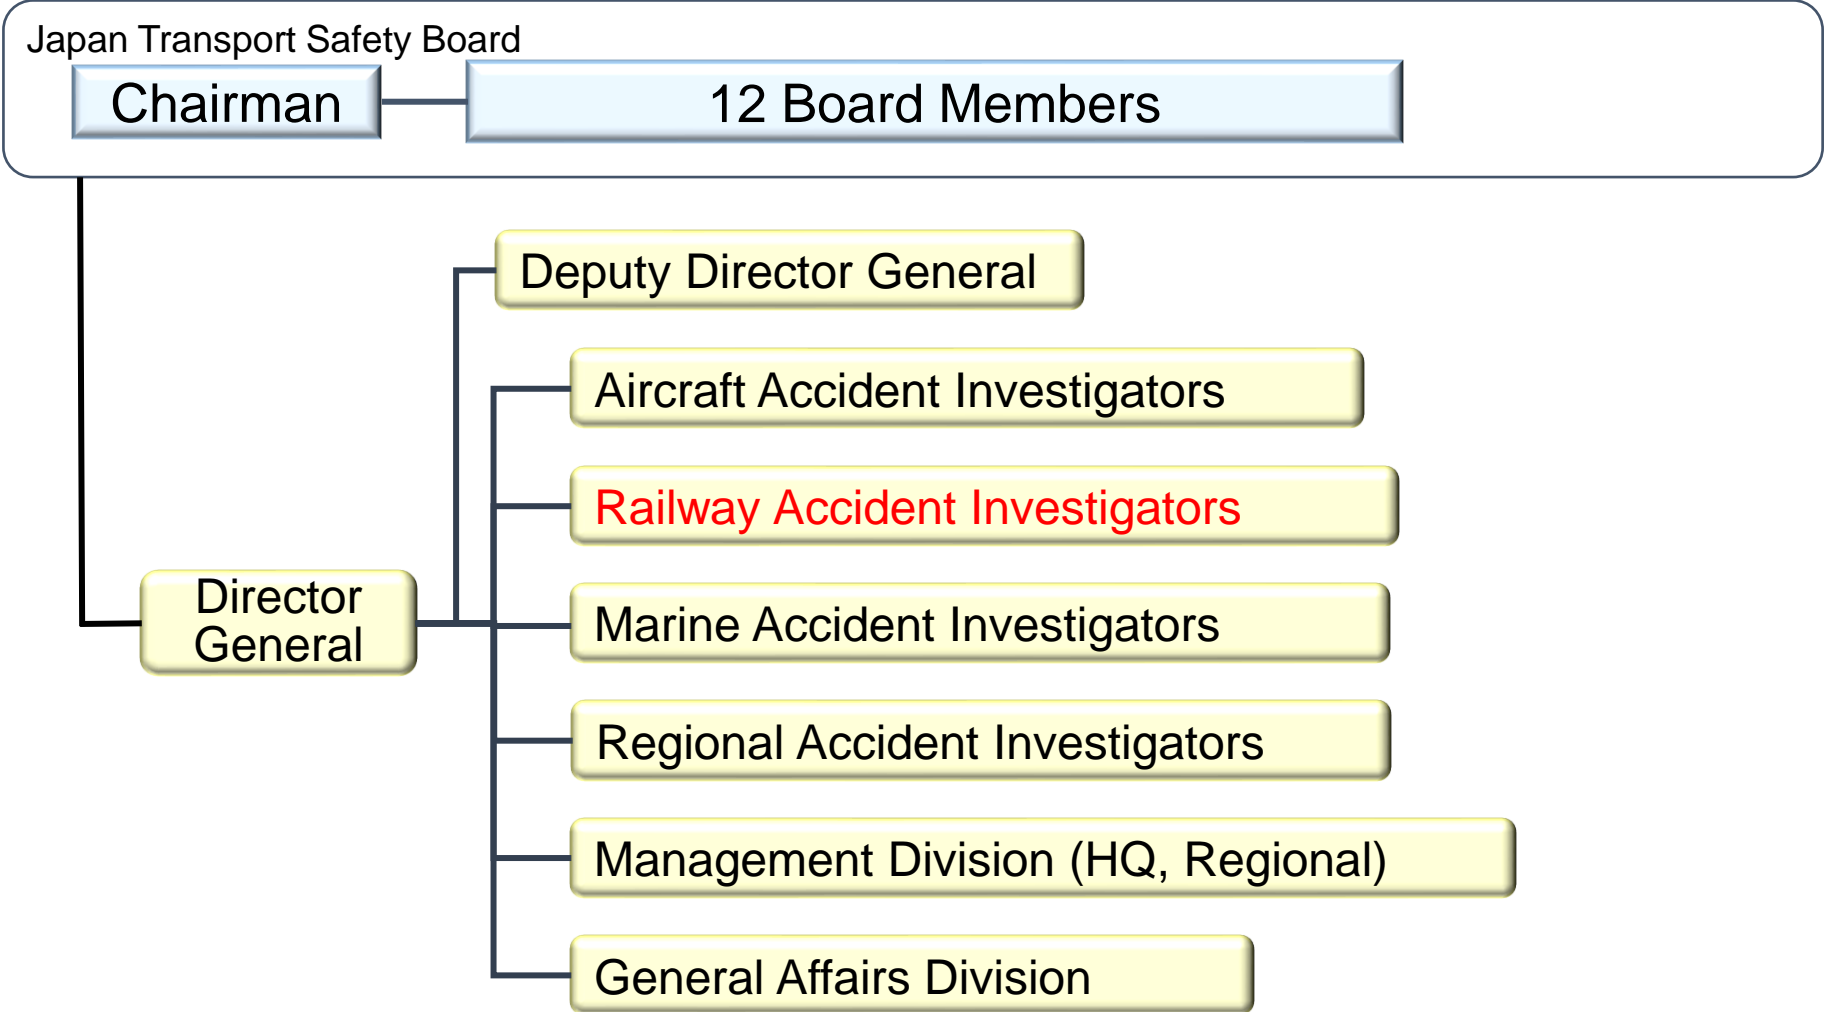 Japan Transport Safety Board
Chairman
12 Board Members
Deputy Director General
Aircraft Accident Investigators
Railway Accident Investigators
Director
General
Marine Accident Investigators
Regional Accident Investigators
Management Division (HQ, Regional)
General Affairs Division